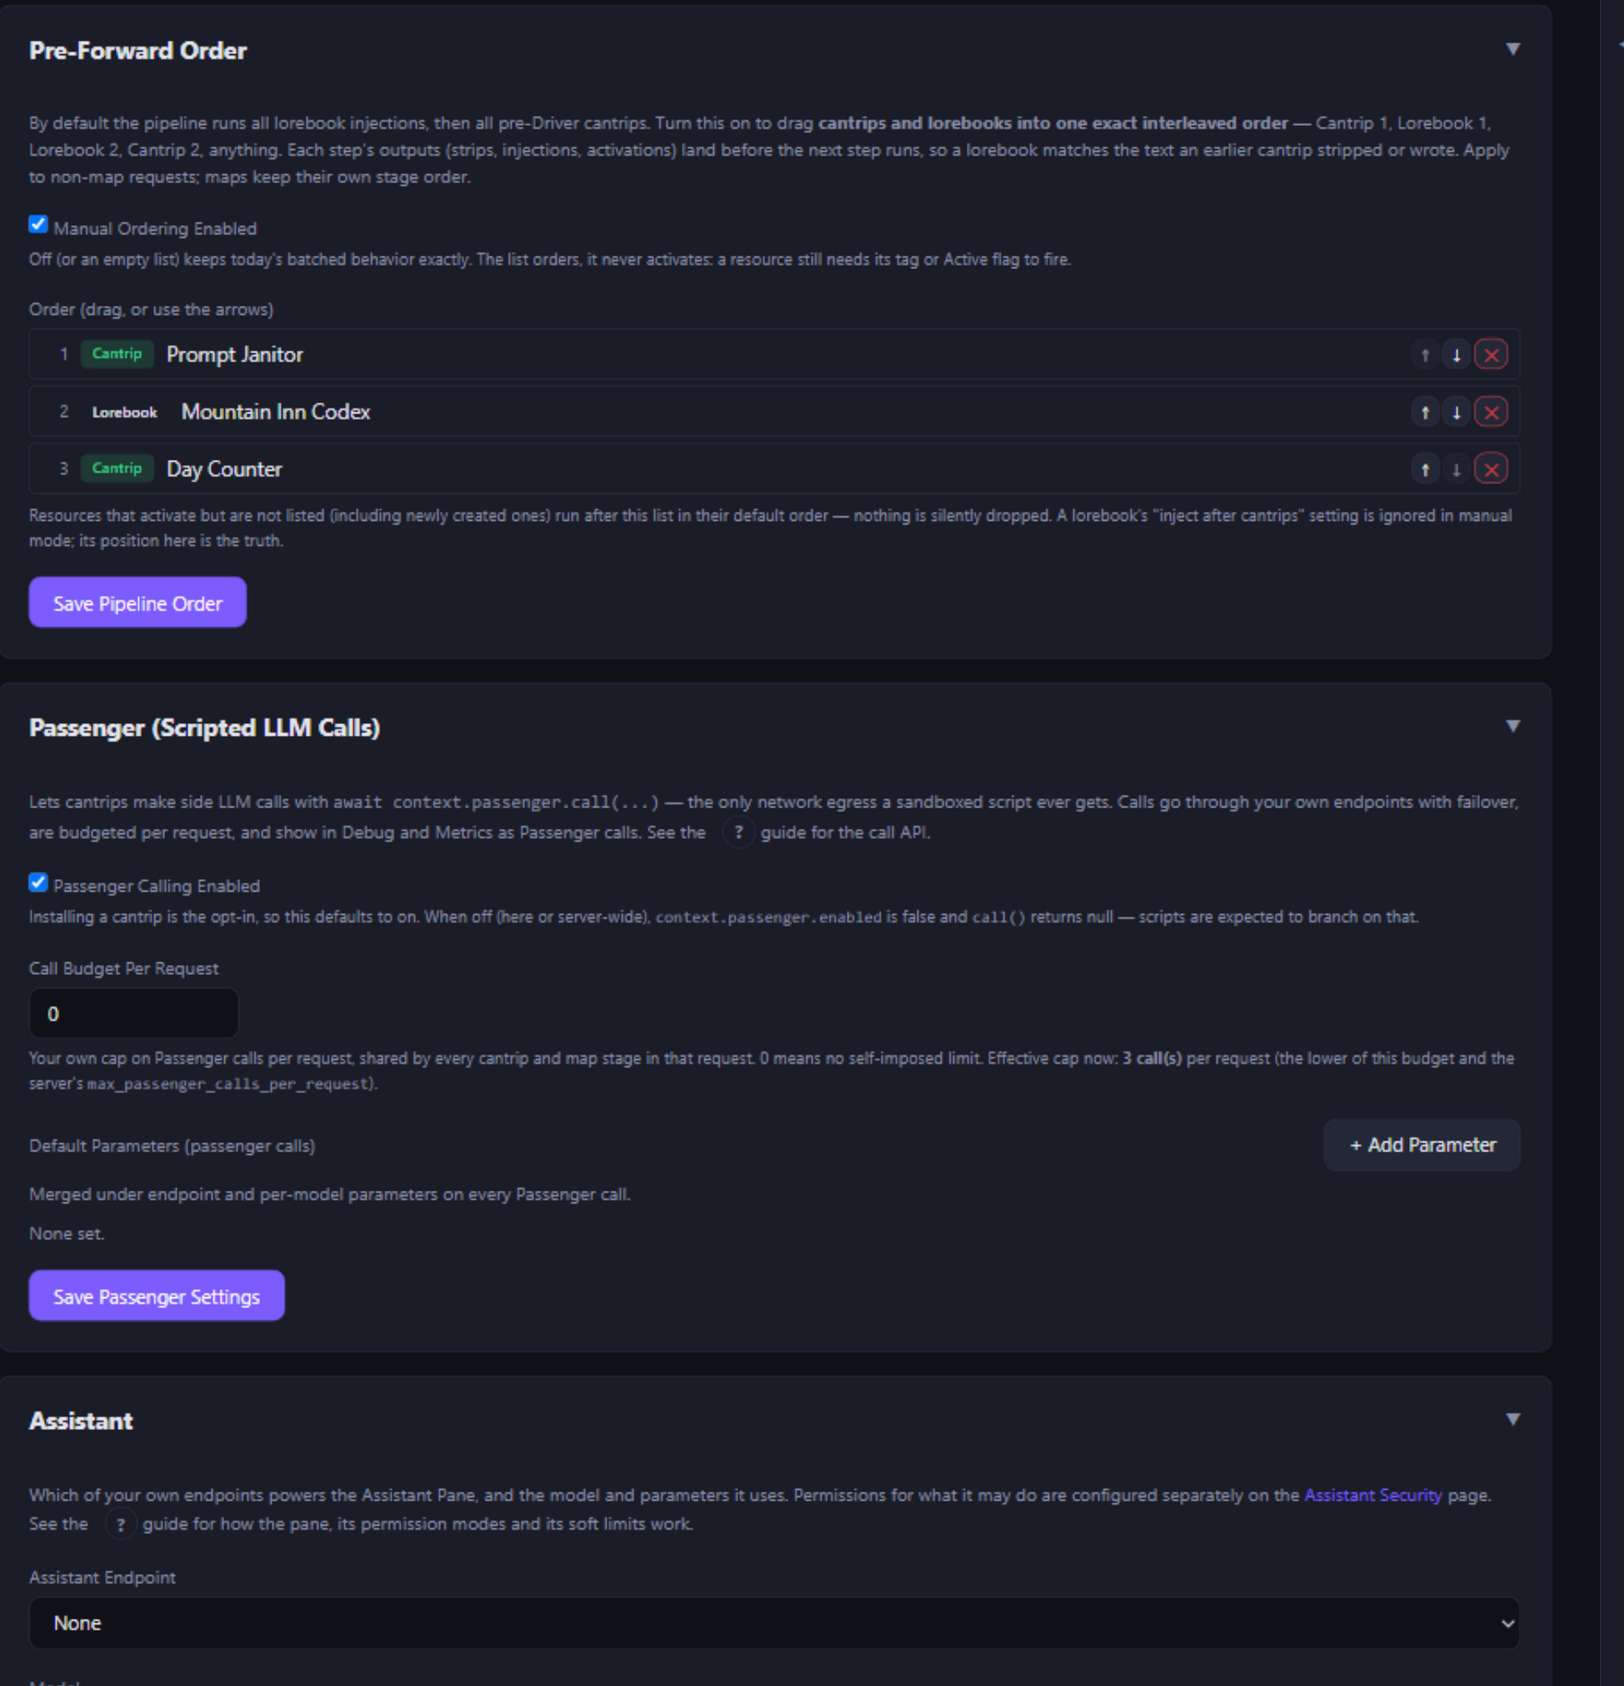 Pre-Forward Order
▼
By default the pipeline runs all lorebook injections, then all pre-Driver cantrips. Turn this on to drag cantrips and lorebooks into one exact interleaved order — Cantrip 1, Lorebook 1,
Lorebook 2, Cantrip 2, anything. Each step's outputs (strips, injections, activations) land before the next step runs, so a lorebook matches the text an earlier cantrip stripped or wrote. Apply
to non-map requests; maps keep their own stage order.
Manual Ordering Enabled
Off (or an empty list) keeps today's batched behavior exactly. The list orders, it never activates: a resource still needs its tag or Active flag to fire.
Order (drag, or use the arrows)
1 Cantrip Prompt Janitor ↑ ↓ ×
2 Lorebook Mountain Inn Codex ↑ ↓ ×
3 Cantrip Day Counter ↑ ↓ ×
Resources that activate but are not listed (including newly created ones) run after this list in their default order — nothing is silently dropped. A lorebook's "inject after cantrips" setting is ignored in manual
mode; its position here is the truth.
Save Pipeline Order
Passenger (Scripted LLM Calls)
▼
Lets cantrips make side LLM calls with await context.passenger.call(...) — the only network egress a sandboxed script ever gets. Calls go through your own endpoints with failover,
are budgeted per request, and show in Debug and Metrics as Passenger calls. See the ? guide for the call API.
Passenger Calling Enabled
Installing a cantrip is the opt-in, so this defaults to on. When off (here or server-wide), context.passenger.enabled is false and call() returns null — scripts are expected to branch on that.
Call Budget Per Request
0
Your own cap on Passenger calls per request, shared by every cantrip and map stage in that request. 0 means no self-imposed limit. Effective cap now: 3 call(s) per request (the lower of this budget and the
server's max_passenger_calls_per_request).
Default Parameters (passenger calls)
+ Add Parameter
Merged under endpoint and per-model parameters on every Passenger call.
None set.
Save Passenger Settings
Assistant
▼
Which of your own endpoints powers the Assistant Pane, and the model and parameters it uses. Permissions for what it may do are configured separately on the Assistant Security page.
See the ? guide for how the pane, its permission modes and its soft limits work.
Assistant Endpoint
None